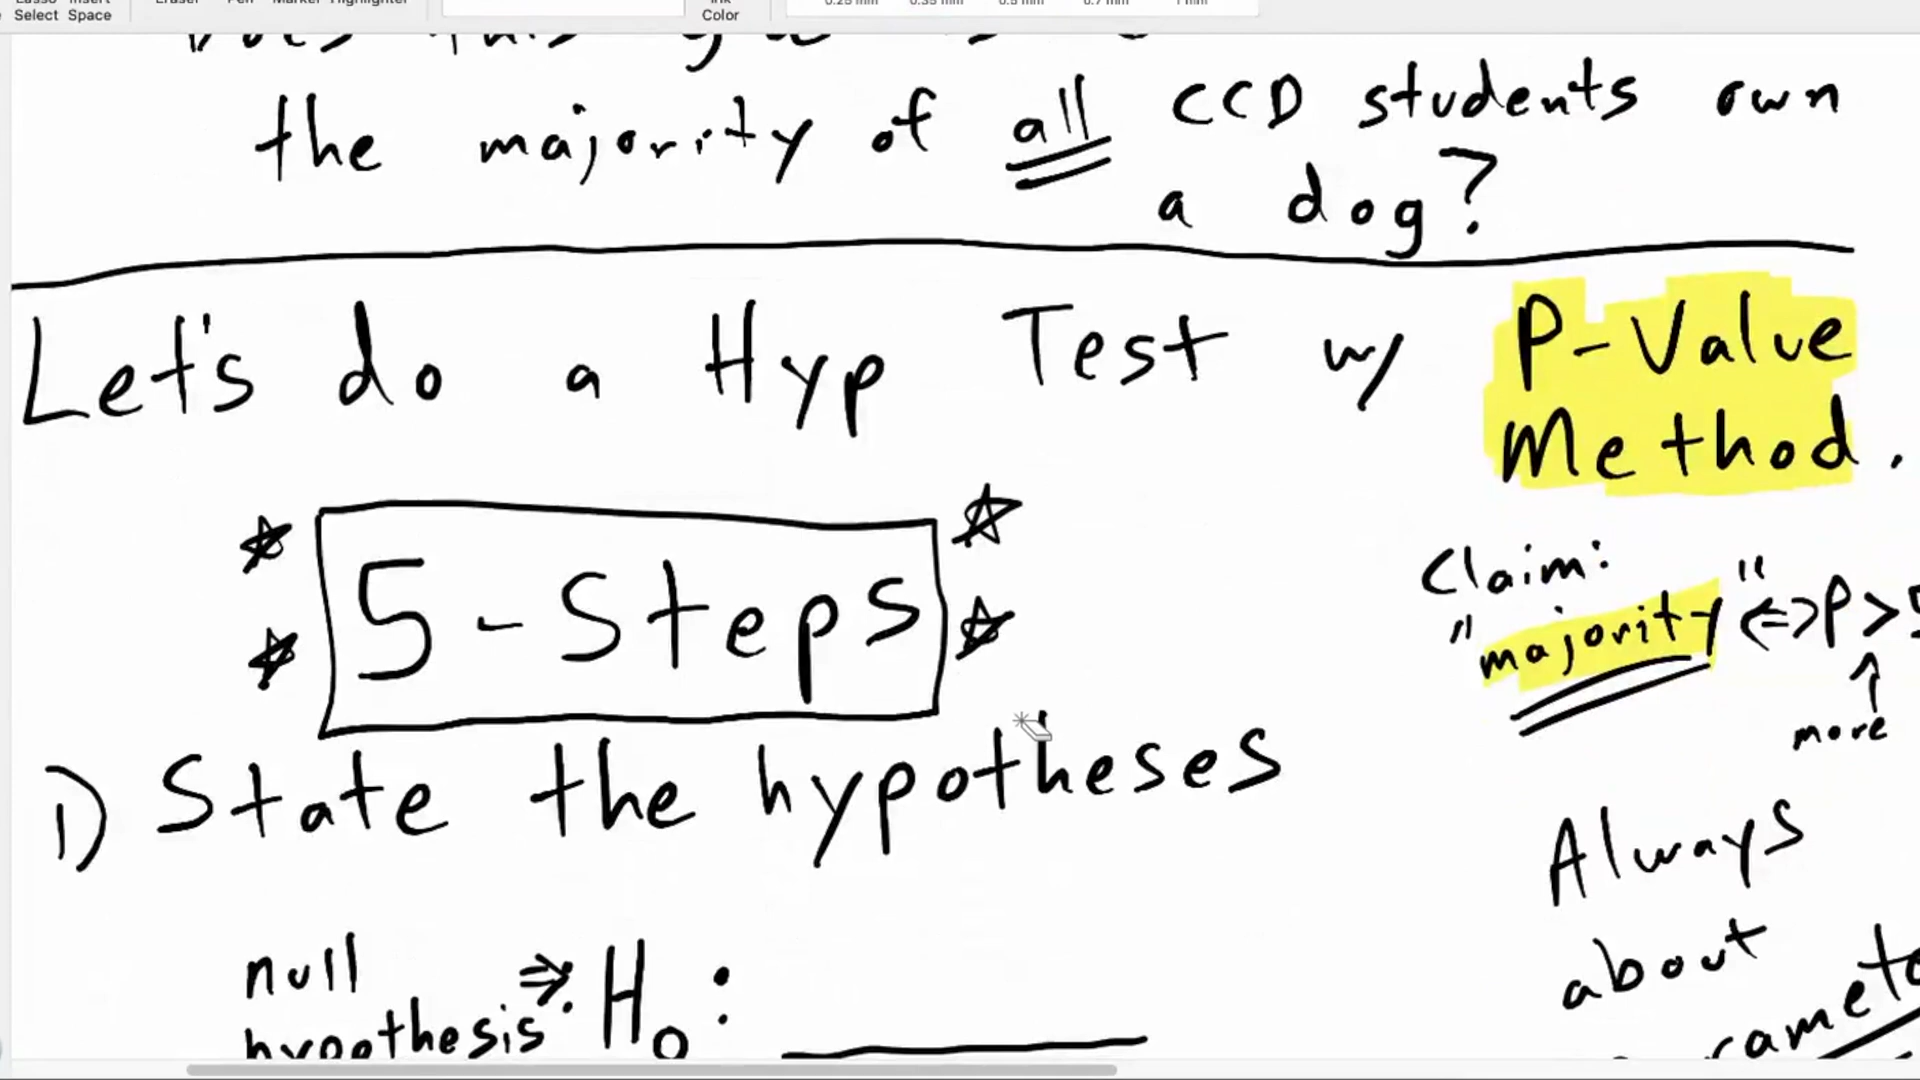 Select Space
Color
the majority of all CCD students own
a dog?
Let's do a Hyp Test w/ P-Value
Method.
5-Steps
Claim:
"majority" <=> P >
more
1) State the hypotheses
Always
about
null
hypothesis: => H0: